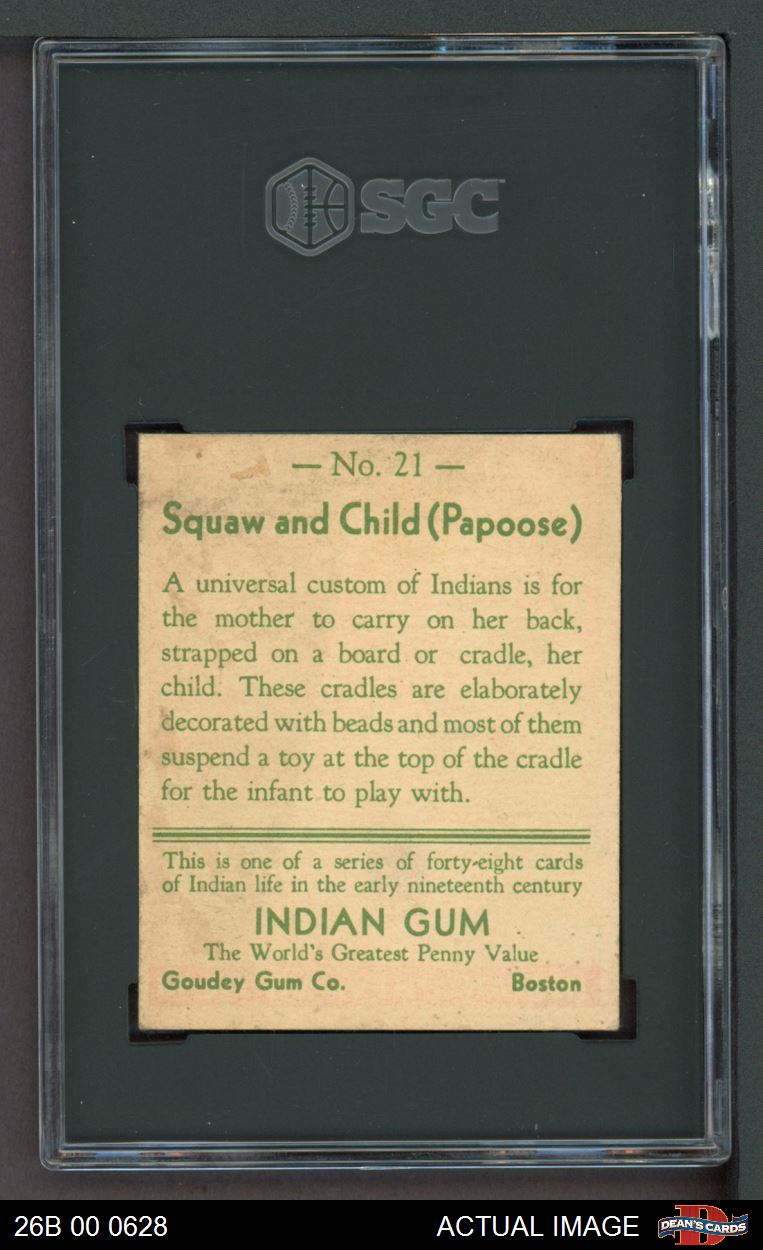 SGC
— No. 21 —
Squaw and Child (Papoose)
A universal custom of Indians is for
the mother to carry on her back,
strapped on a board or cradle, her
child. These cradles are elaborately
decorated with beads and most of them
suspend a toy at the top of the cradle
for the infant to play with.
This is one of a series of forty-eight cards
of Indian life in the early nineteenth century
INDIAN GUM
The World's Greatest Penny Value
Goudey Gum Co. Boston
26B 00 0628 ACTUAL IMAGE DEAN'S CARDS